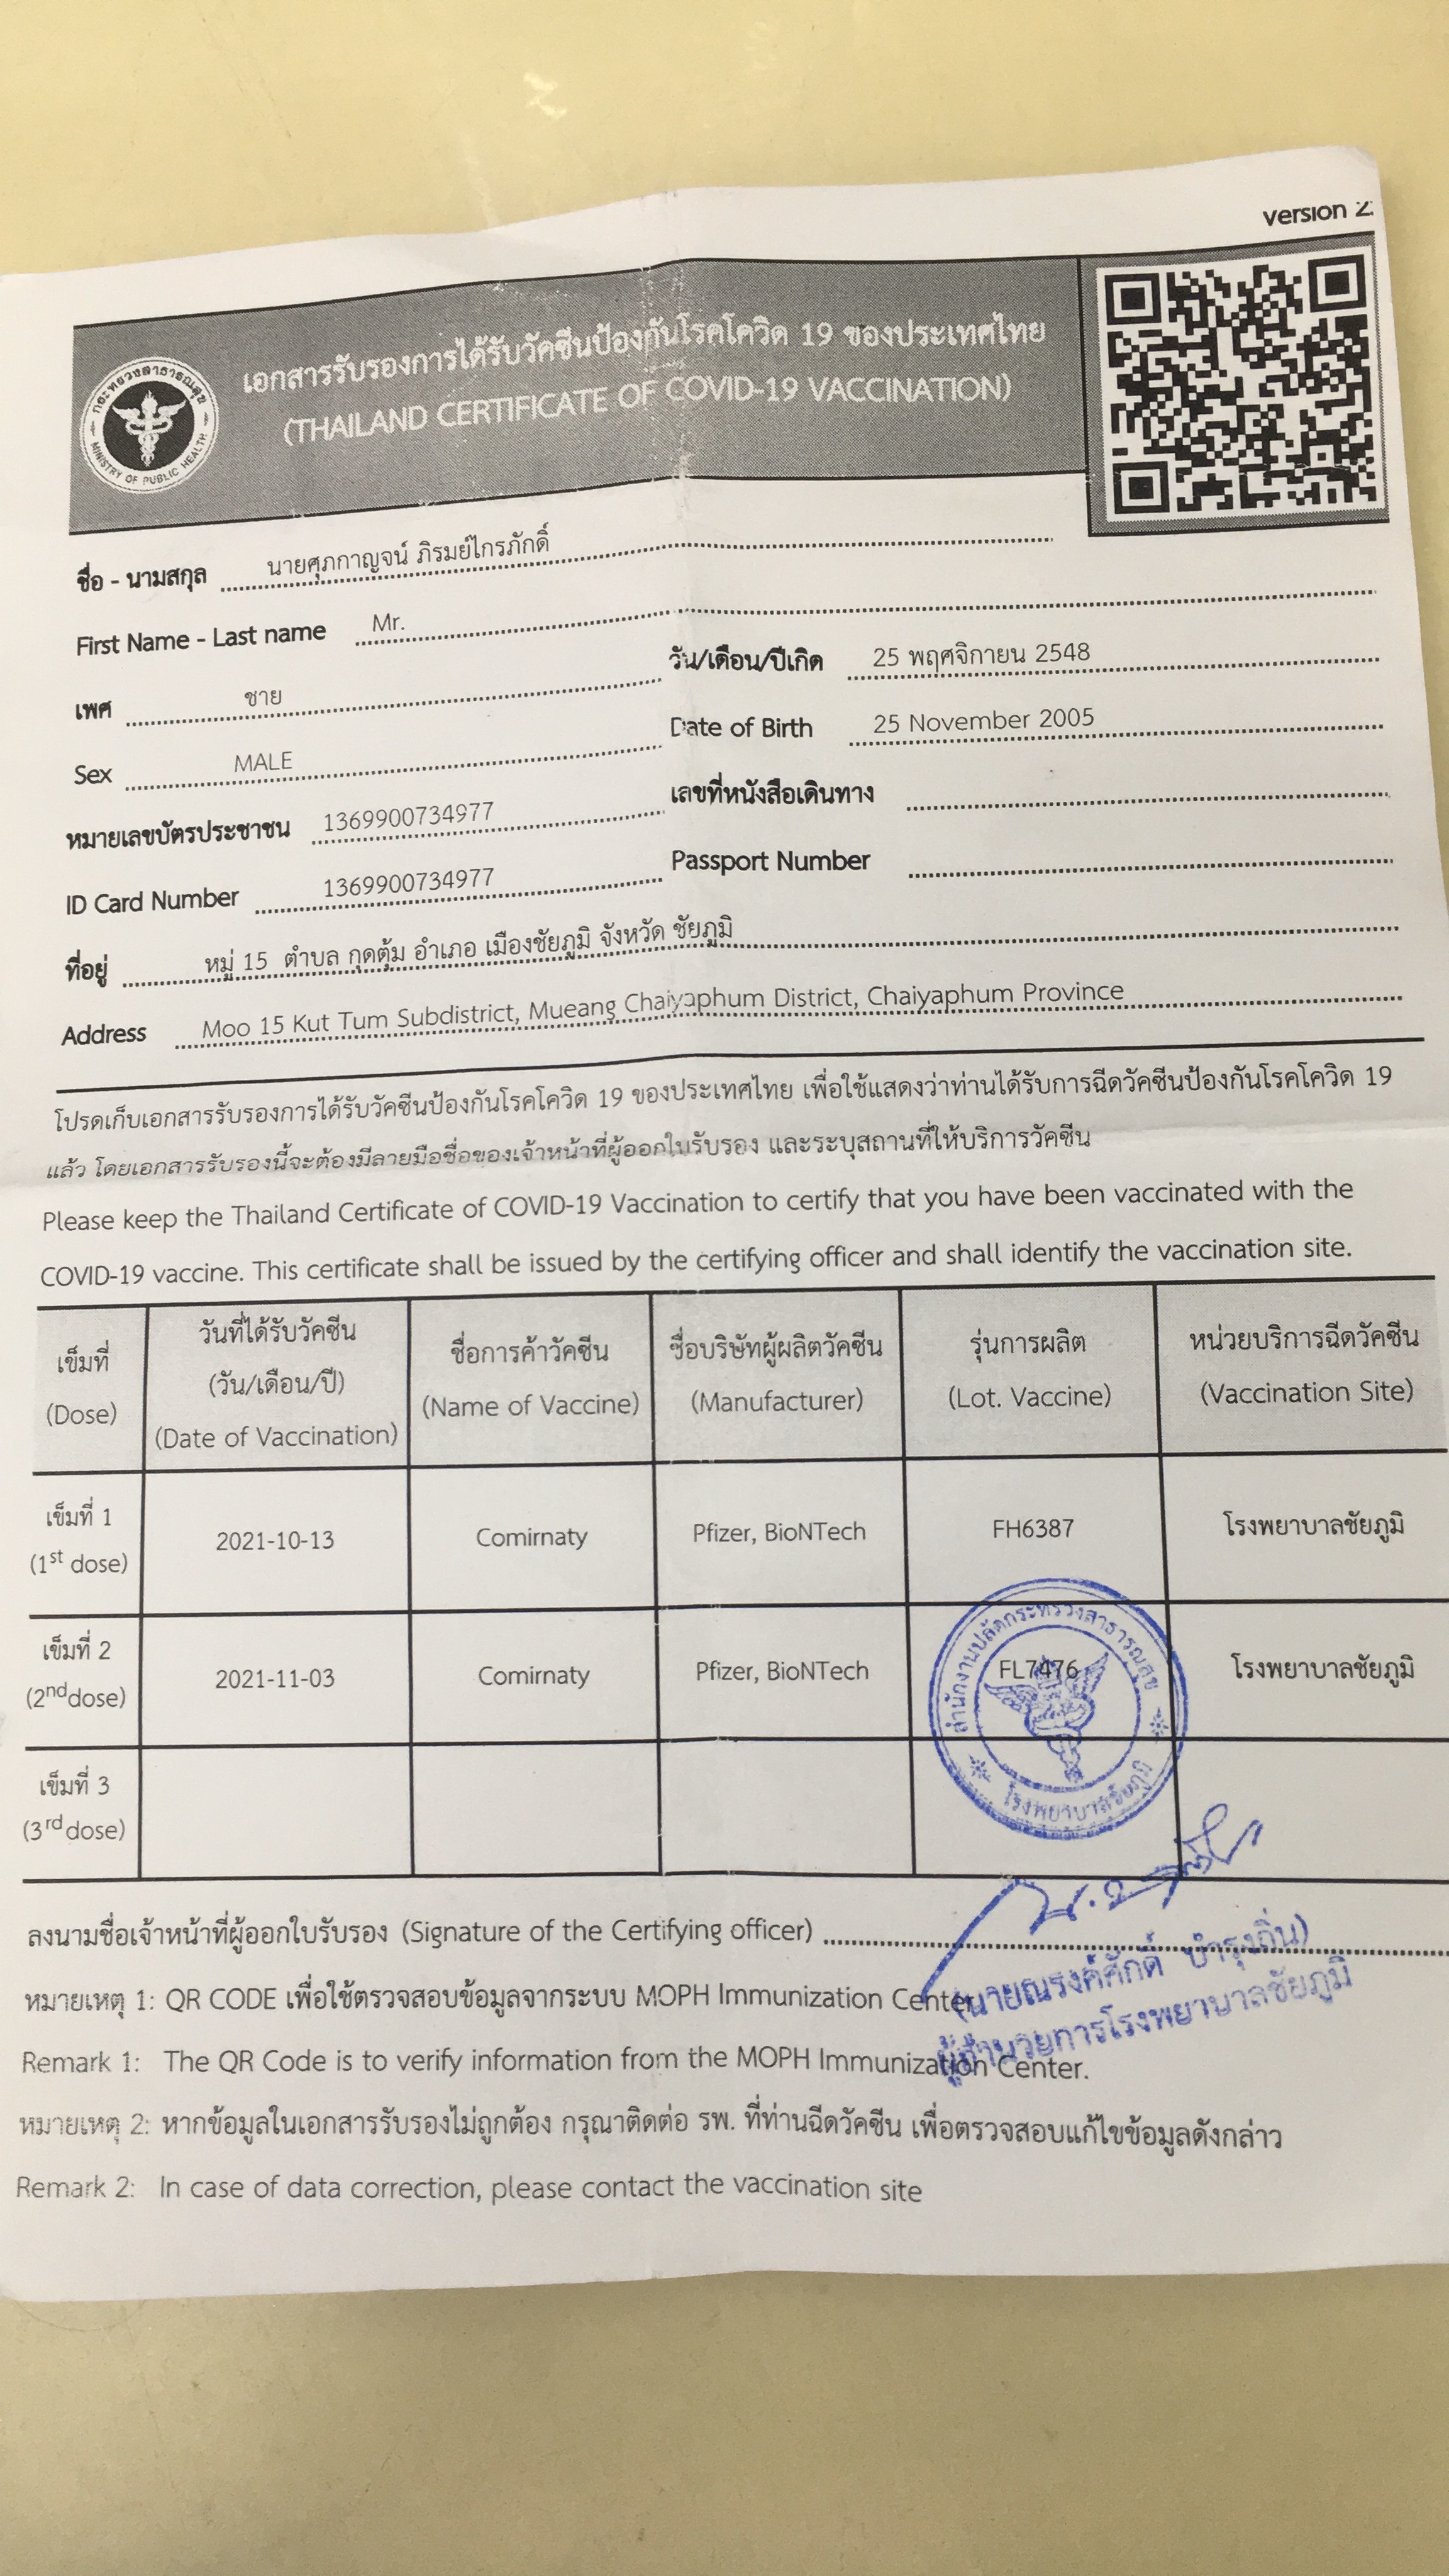 Version 2.
เอกสารรับรองการได้รับวัคซีนป้องกันโรคโควิด 19 ของประเทศไทย
(THAILAND CERTIFICATE OF COVID-19 VACCINATION)
กระทรวงสาธารณสุข
MINISTRY OF PUBLIC HEALTH
ชื่อ - นามสกุล นายศุภกาญจน์ ภิรมย์ไกรภักดิ์
First Name - Last name Mr.
เพศ ชาย วัน/เดือน/ปีเกิด 25 พฤศจิกายน 2548
Sex MALE Date of Birth 25 November 2005
หมายเลขบัตรประชาชน 1369900734977 เลขที่หนังสือเดินทาง
ID Card Number 1369900734977 Passport Number
ที่อยู่ หมู่ 15 ตำบล กุดตุ้ม อำเภอ เมืองชัยภูมิ จังหวัด ชัยภูมิ
Address Moo 15 Kut Tum Subdistrict, Mueang Chaiyaphum District, Chaiyaphum Province
โปรดเก็บเอกสารรับรองการได้รับวัคซีนป้องกันโรคโควิด 19 ของประเทศไทย เพื่อใช้แสดงว่าท่านได้รับการฉีดวัคซีนป้องกันโรคโควิด 19
แล้ว โดยเอกสารรับรองนี้จะต้องมีลายมือชื่อของเจ้าหน้าที่ผู้ออกใบรับรอง และระบุสถานที่ให้บริการวัคซีน
Please keep the Thailand Certificate of COVID-19 Vaccination to certify that you have been vaccinated with the
COVID-19 vaccine. This certificate shall be issued by the certifying officer and shall identify the vaccination site.
เข็มที่ (Dose) วันที่ได้รับวัคซีน (วัน/เดือน/ปี) (Date of Vaccination) ชื่อการค้าวัคซีน (Name of Vaccine) ชื่อบริษัทผู้ผลิตวัคซีน (Manufacturer) รุ่นการผลิต (Lot. Vaccine) หน่วยบริการฉีดวัคซีน (Vaccination Site)
เข็มที่ 1 (1st dose) 2021-10-13 Comirnaty Pfizer, BioNTech FH6387 โรงพยาบาลชัยภูมิ
เข็มที่ 2 (2nd dose) 2021-11-03 Comirnaty Pfizer, BioNTech FL7476 โรงพยาบาลชัยภูมิ
เข็มที่ 3 (3rd dose)
สำนักงานปลัดกระทรวงสาธารณสุข
โรงพยาบาลชัยภูมิ
ลงนามชื่อเจ้าหน้าที่ผู้ออกใบรับรอง (Signature of the Certifying officer)
(นายณรงค์ศักดิ์ บำรุงถิ่น)
ผู้อำนวยการโรงพยาบาลชัยภูมิ
หมายเหตุ 1: QR CODE เพื่อใช้ตรวจสอบข้อมูลจากระบบ MOPH Immunization Center
Remark 1: The QR Code is to verify information from the MOPH Immunization Center.
หมายเหตุ 2: หากข้อมูลในเอกสารรับรองไม่ถูกต้อง กรุณาติดต่อ รพ. ที่ท่านฉีดวัคซีน เพื่อตรวจสอบแก้ไขข้อมูลดังกล่าว
Remark 2: In case of data correction, please contact the vaccination site